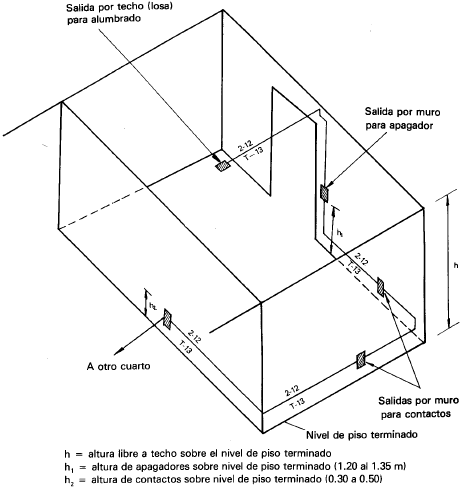 Salida por techo (losa)
para alumbrado
Salida por muro
para apagador
2-12
T-13
h₁
h
2-12
T-13
h₂
2-12
T-13
A otro cuarto
2-12
T-13
Salidas por muro
para contactos
Nivel de piso terminado
h = altura libre a techo sobre el nivel de piso terminado
h₁ = altura de apagadores sobre nivel de piso terminado (1.20 al 1.35 m)
h₂ = altura de contactos sobre nivel de piso terminado (0.30 a 0.50)